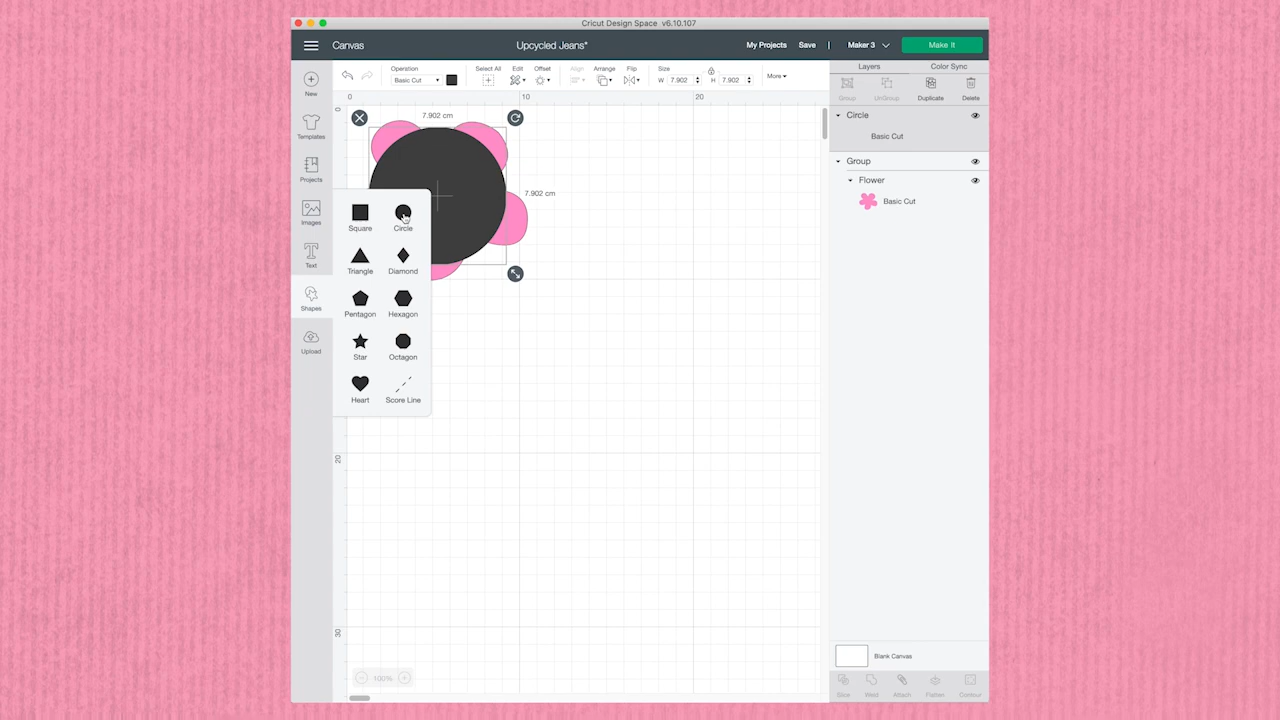 Cricut Design Space v6.10.107
Canvas
Upcycled Jeans*
My Projects
Save
|
Maker 3
Make It
New
Templates
Projects
Images
Text
Shapes
Upload
Operation
Basic Cut
Select All
Edit
Offset
Align
Arrange
Flip
Size
W 7.902
H 7.902
More
0
10
20
0
20
30
7.902 cm
7.902 cm
Square
Circle
Triangle
Diamond
Pentagon
Hexagon
Star
Octagon
Heart
Score Line
100%
Layers
Color Sync
Group
UnGroup
Duplicate
Delete
Circle
Basic Cut
Group
Flower
Basic Cut
Blank Canvas
Slice
Weld
Attach
Flatten
Contour